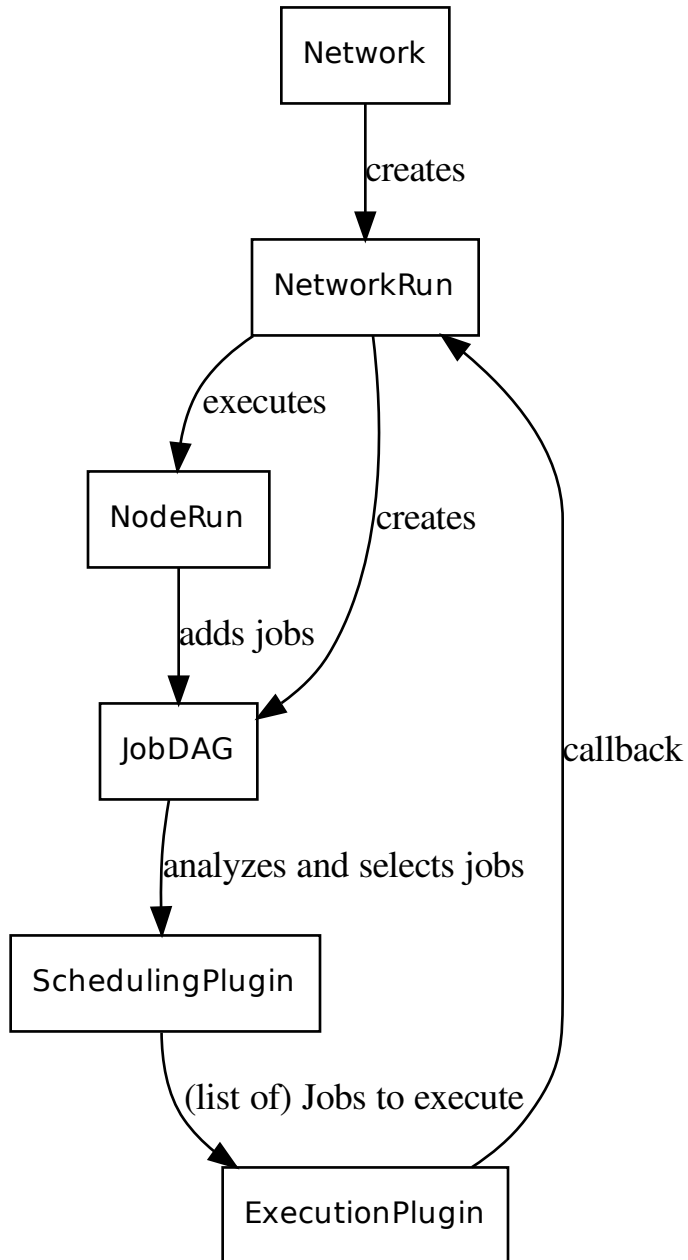 Network
creates
NetworkRun
executes
NodeRun
creates
adds jobs
JobDAG
callback
analyzes and selects jobs
SchedulingPlugin
(list of) Jobs to execute
ExecutionPlugin